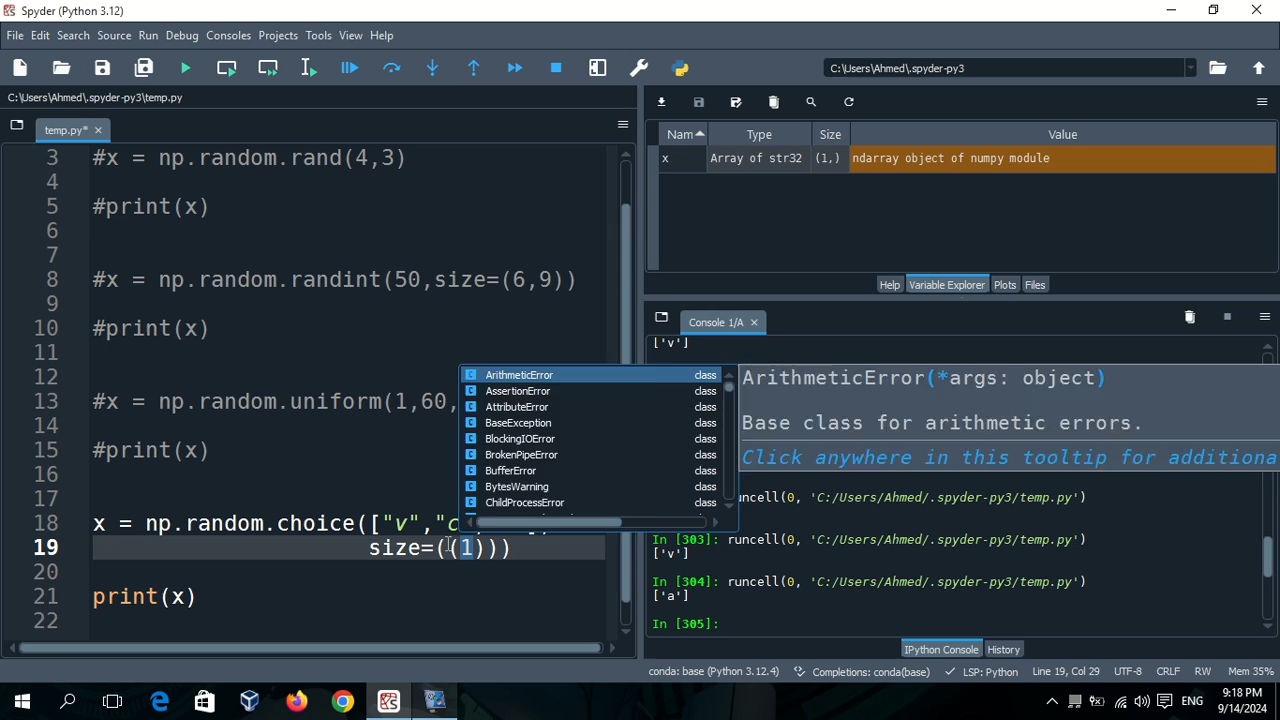 Spyder (Python 3.12)
File Edit Search Source Run Debug Consoles Projects Tools View Help
C:\Users\Ahmed\.spyder-py3
C:\Users\Ahmed\.spyder-py3\temp.py
temp.py*
3 #x = np.random.rand(4,3)
4
5 #print(x)
6
7
8 #x = np.random.randint(50,size=(6,9))
9
10 #print(x)
11
12
13 #x = np.random.uniform(1,60,
14
15 #print(x)
16
17
18 x = np.random.choice(["v","c
19 size=((1)))
20
21 print(x)
22
ArithmeticError class
AssertionError class
AttributeError class
BaseException class
BlockingIOError class
BrokenPipeError class
BufferError class
BytesWarning class
ChildProcessError class
ArithmeticError(*args: object)
Base class for arithmetic errors.
Click anywhere in this tooltip for additiona
Nam Type Size Value
x Array of str32 (1,) ndarray object of numpy module
Help Variable Explorer Plots Files
Console 1/A
['v']
runcell(0, 'C:/Users/Ahmed/.spyder-py3/temp.py')
In [303]: runcell(0, 'C:/Users/Ahmed/.spyder-py3/temp.py')
['v']
In [304]: runcell(0, 'C:/Users/Ahmed/.spyder-py3/temp.py')
['a']
In [305]:
IPython Console History
conda: base (Python 3.12.4) Completions: conda(base) LSP: Python Line 19, Col 29 UTF-8 CRLF RW Mem 35%
ENG
9:18 PM
9/14/2024